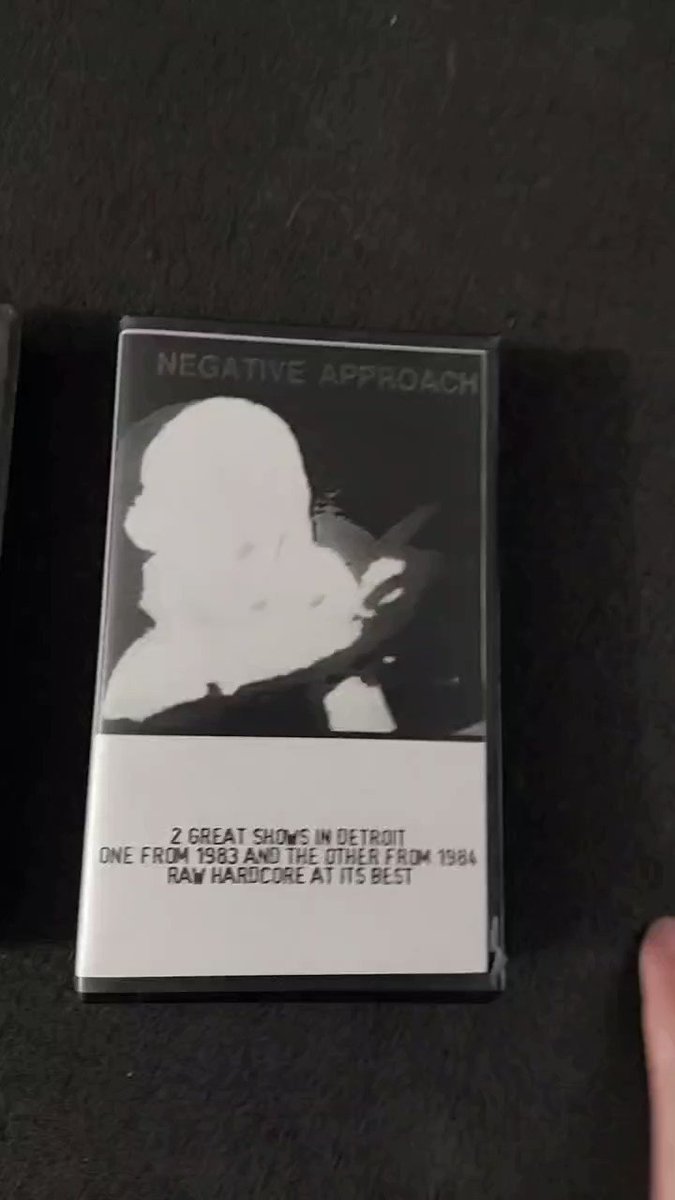 NEGATIVE APPROACH
2 GREAT SHOWS IN DETROIT
ONE FROM 1983 AND THE OTHER FROM 1984
RAW HARDCORE AT ITS BEST